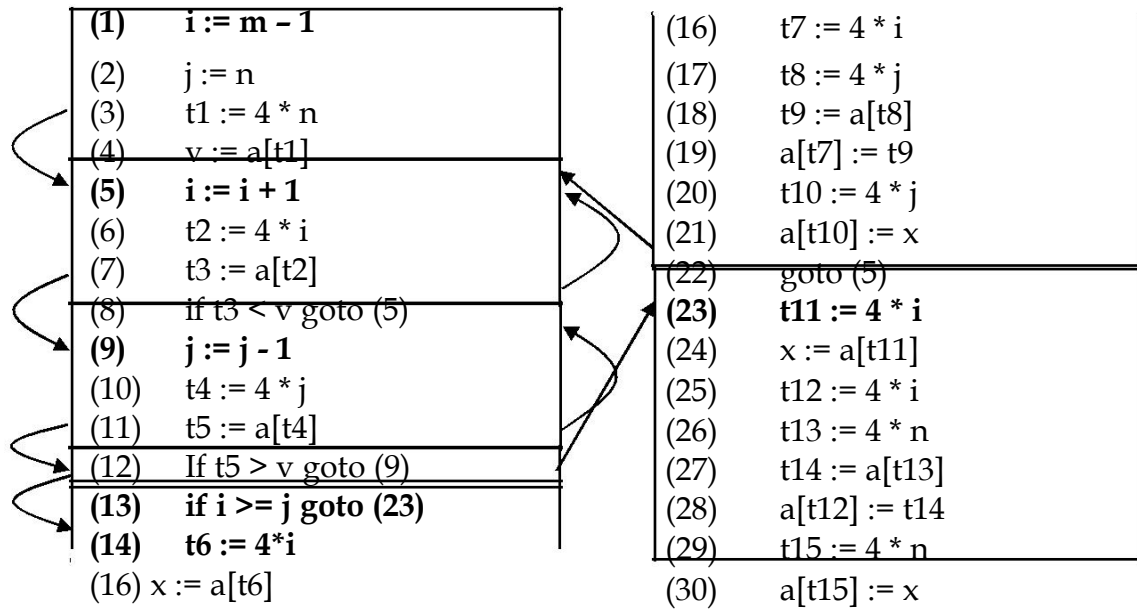 (1) i := m – 1
(2) j := n
(3) t1 := 4 * n
(4) v := a[t1]
(5) i := i + 1
(6) t2 := 4 * i
(7) t3 := a[t2]
(8) if t3 < v goto (5)
(9) j := j - 1
(10) t4 := 4 * j
(11) t5 := a[t4]
(12) If t5 > v goto (9)
(13) if i >= j goto (23)
(14) t6 := 4*i
(16) x := a[t6]
(16) t7 := 4 * i
(17) t8 := 4 * j
(18) t9 := a[t8]
(19) a[t7] := t9
(20) t10 := 4 * j
(21) a[t10] := x
(22) goto (5)
(23) t11 := 4 * i
(24) x := a[t11]
(25) t12 := 4 * i
(26) t13 := 4 * n
(27) t14 := a[t13]
(28) a[t12] := t14
(29) t15 := 4 * n
(30) a[t15] := x